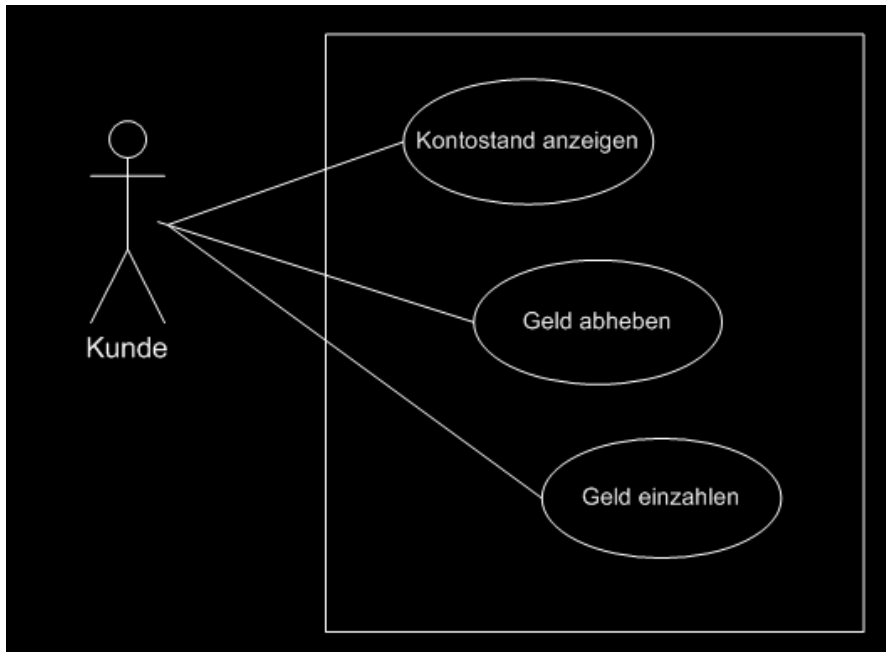 Kontostand anzeigen
Geld abheben
Kunde
Geld einzahlen